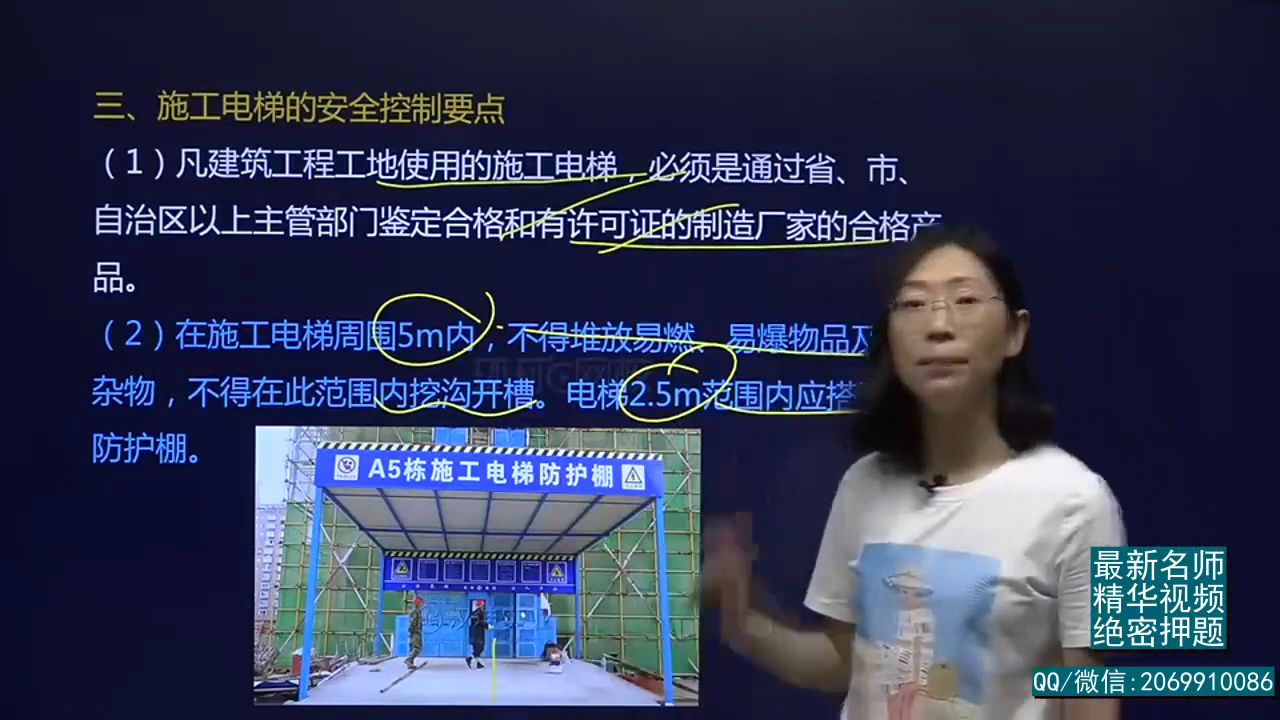 三、施工电梯的安全控制要点
（1）凡建筑工程工地使用的施工电梯，必须是通过省、市、
自治区以上主管部门鉴定合格和有许可证的制造厂家的合格产
品。
（2）在施工电梯周围5m内，不得堆放易燃、易爆物品及
杂物，不得在此范围内挖沟开槽。电梯2.5m范围内应搭
防护棚。
A5栋施工电梯防护棚
最新名师
精华视频
绝密押题
QQ/微信:2069910086